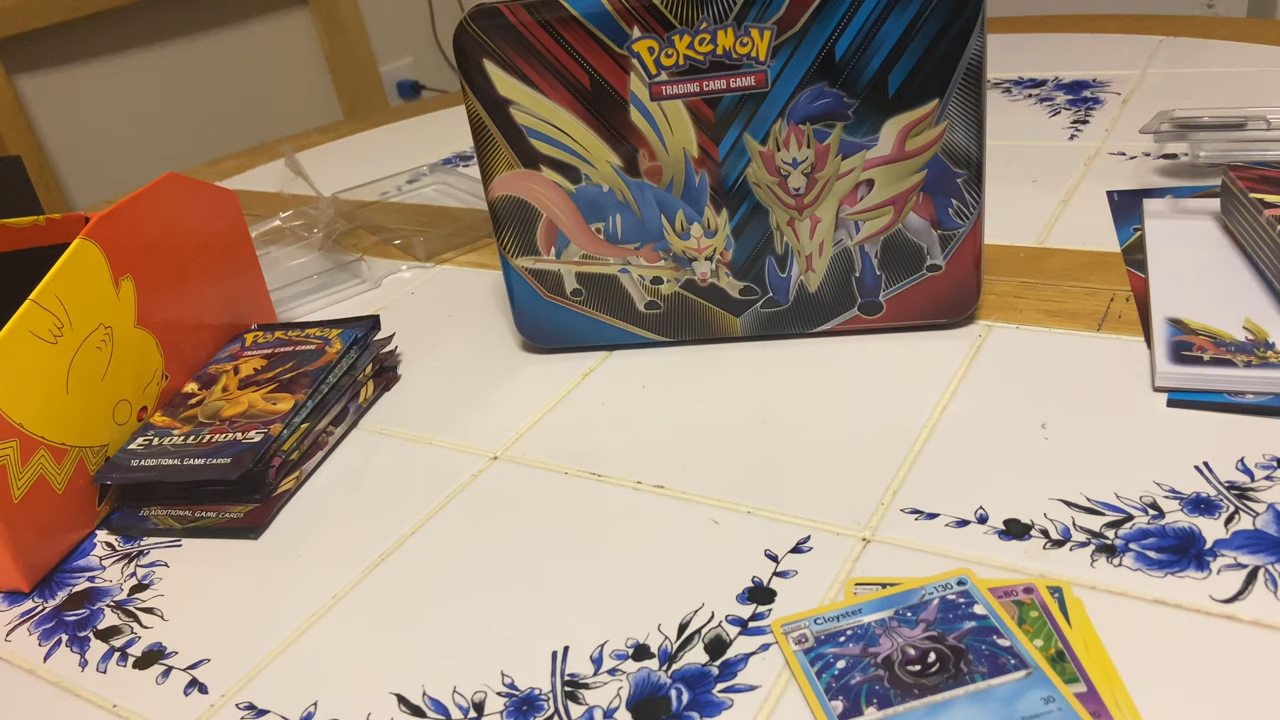 POKéMON
TRADING CARD GAME
POKéMON
TRADING CARD GAME
EVOLUTIONS
10 ADDITIONAL GAME CARDS
10 ADDITIONAL GAME CARDS
Cloyster
130
80
30